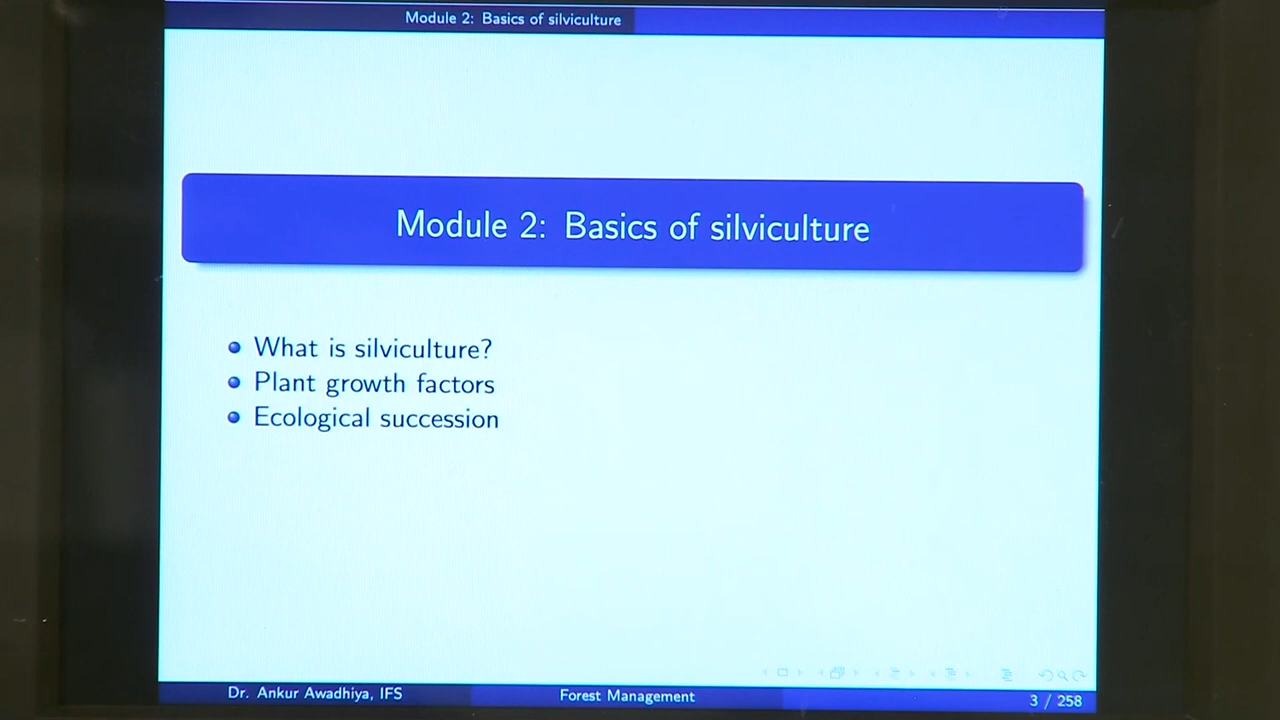 Module 2: Basics of silviculture
Module 2: Basics of silviculture
What is silviculture?
Plant growth factors
Ecological succession
Dr. Ankur Awadhiya, IFS
Forest Management
3 / 258